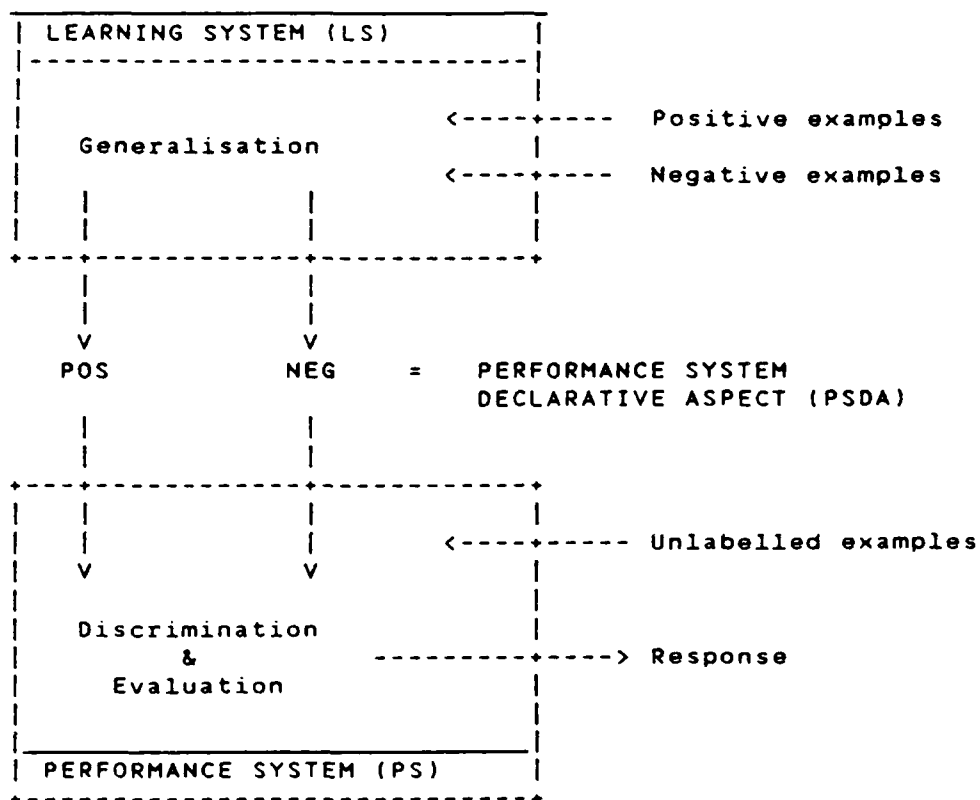 LEARNING SYSTEM (LS)
Positive examples
Generalisation
Negative examples
POS NEG = PERFORMANCE SYSTEM
DECLARATIVE ASPECT (PSDA)
Unlabelled examples
Discrimination
& Response
Evaluation
PERFORMANCE SYSTEM (PS)